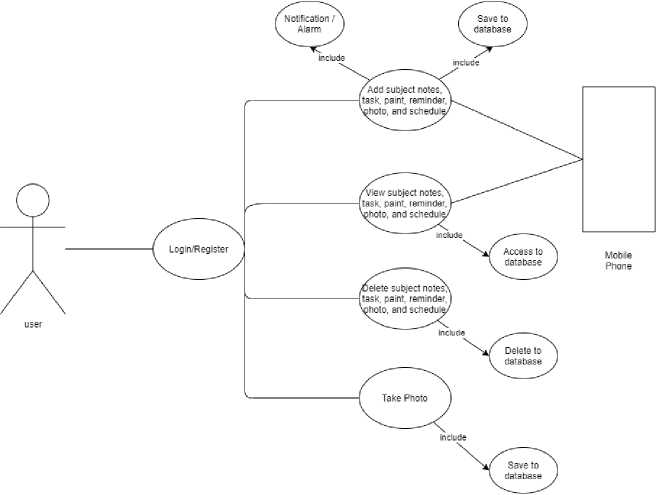 Notification /
Alarm
Save to
database
include
include
Add subject notes,
task, paint, reminder,
photo, and schedule
View subject notes,
task, paint, reminder,
photo, and schedule
include
Login/Register
Access to
database
Mobile
Phone
Delete subject notes,
task, paint, reminder,
photo, and schedule
user
include
Delete to
database
Take Photo
include
Save to
database